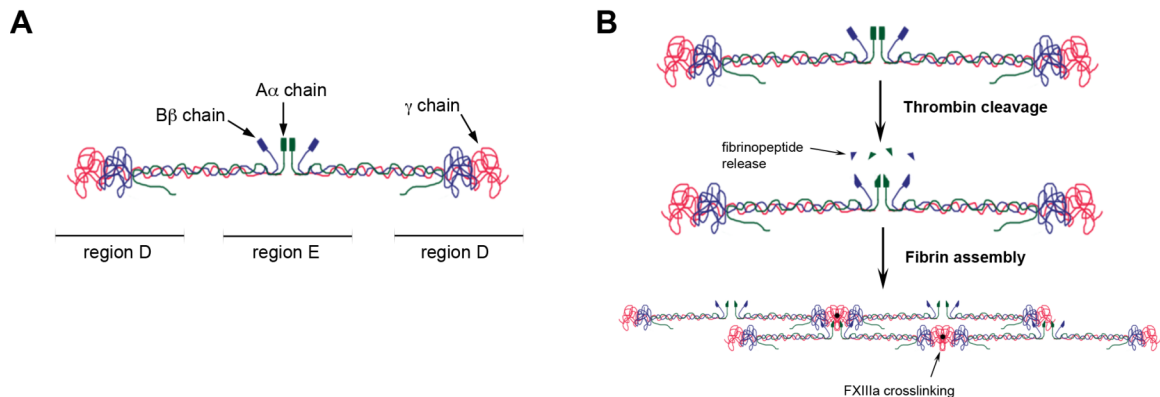 A
Aα chain
Bβ chain
γ chain
region D
region E
region D
B
Thrombin cleavage
fibrinopeptide
release
Fibrin assembly
FXIIIa crosslinking